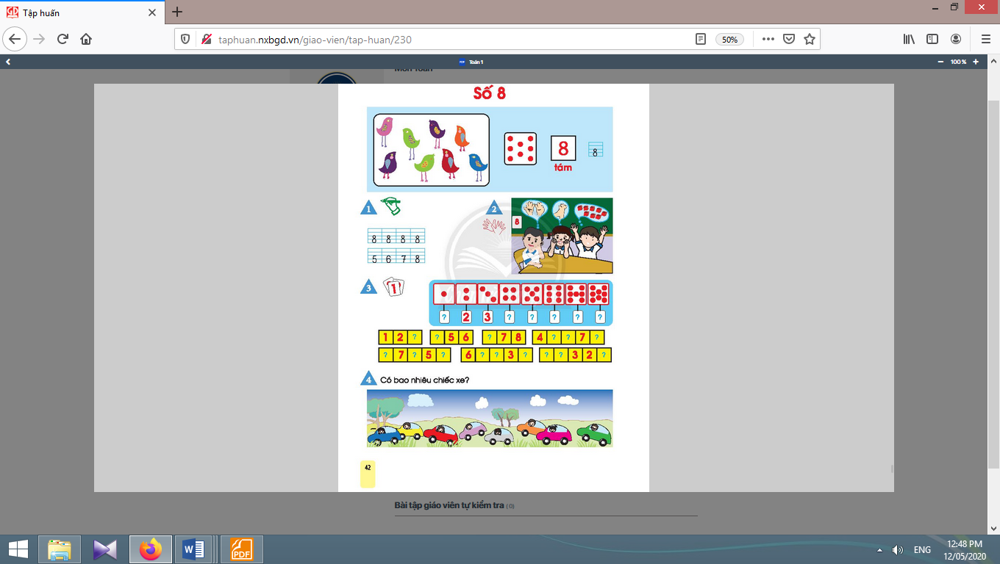 Tập huấn
taphuan.nxbgd.vn/giao-vien/tap-huan/230
50%
PDF Toán 1
100 %
Môn Toán
Số 8
8
8
tám
1
2
8
8 8 8 8
5 6 7 8
3
1
? 2 3 ? ? ? ? ?
1 2 ?
? 5 6
? 7 8
4 ? ? 7 ?
? 7 ? 5 ?
6 ? ? 3 ?
? ? 3 2 ?
4 Có bao nhiêu chiếc xe?
42
Bài tập giáo viên tự kiểm tra ( 0)
PDF
ENG
12:48 PM
12/05/2020